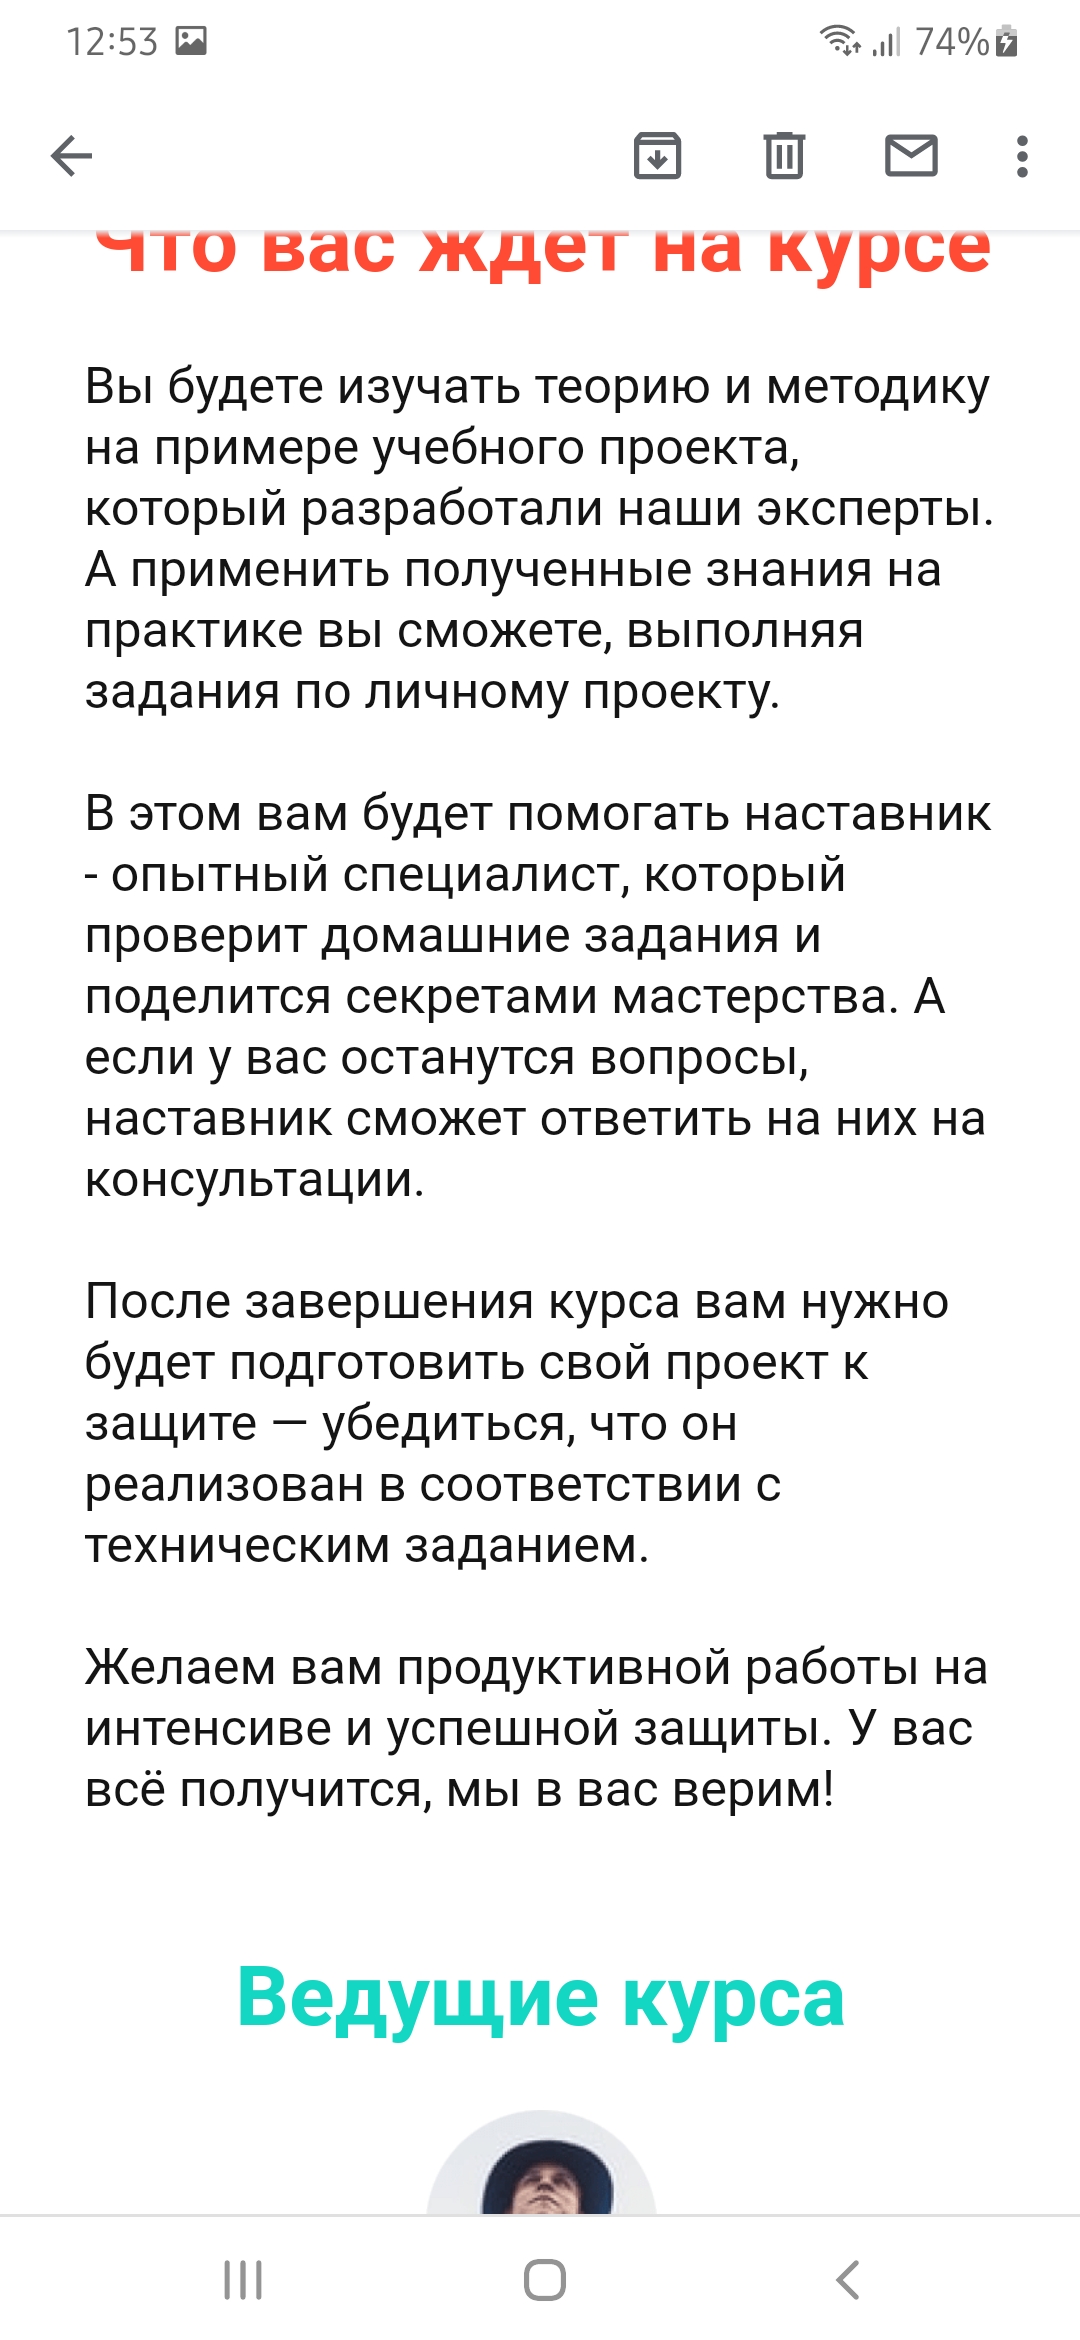 12:53
74%
Что вас ждет на курсе
Вы будете изучать теорию и методику
на примере учебного проекта,
который разработали наши эксперты.
А применить полученные знания на
практике вы сможете, выполняя
задания по личному проекту.
В этом вам будет помогать наставник
- опытный специалист, который
проверит домашние задания и
поделится секретами мастерства. А
если у вас останутся вопросы,
наставник сможет ответить на них на
консультации.
После завершения курса вам нужно
будет подготовить свой проект к
защите — убедиться, что он
реализован в соответствии с
техническим заданием.
Желаем вам продуктивной работы на
интенсиве и успешной защиты. У вас
всё получится, мы в вас верим!
Ведущие курса